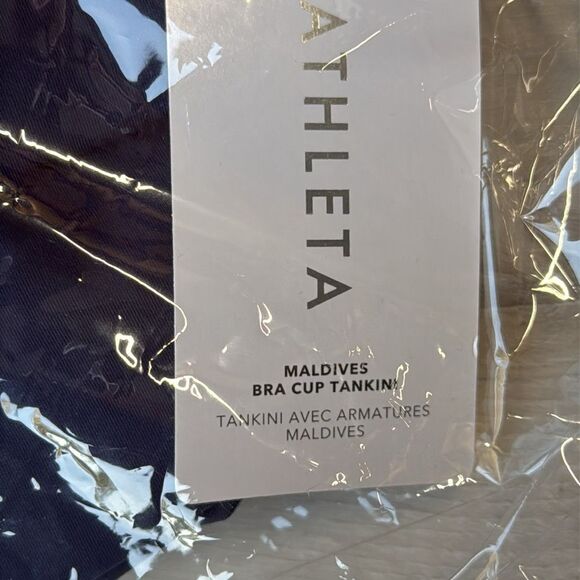 ATHLETA
MALDIVES
BRA CUP TANKINI
TANKINI AVEC ARMATURES
MALDIVES